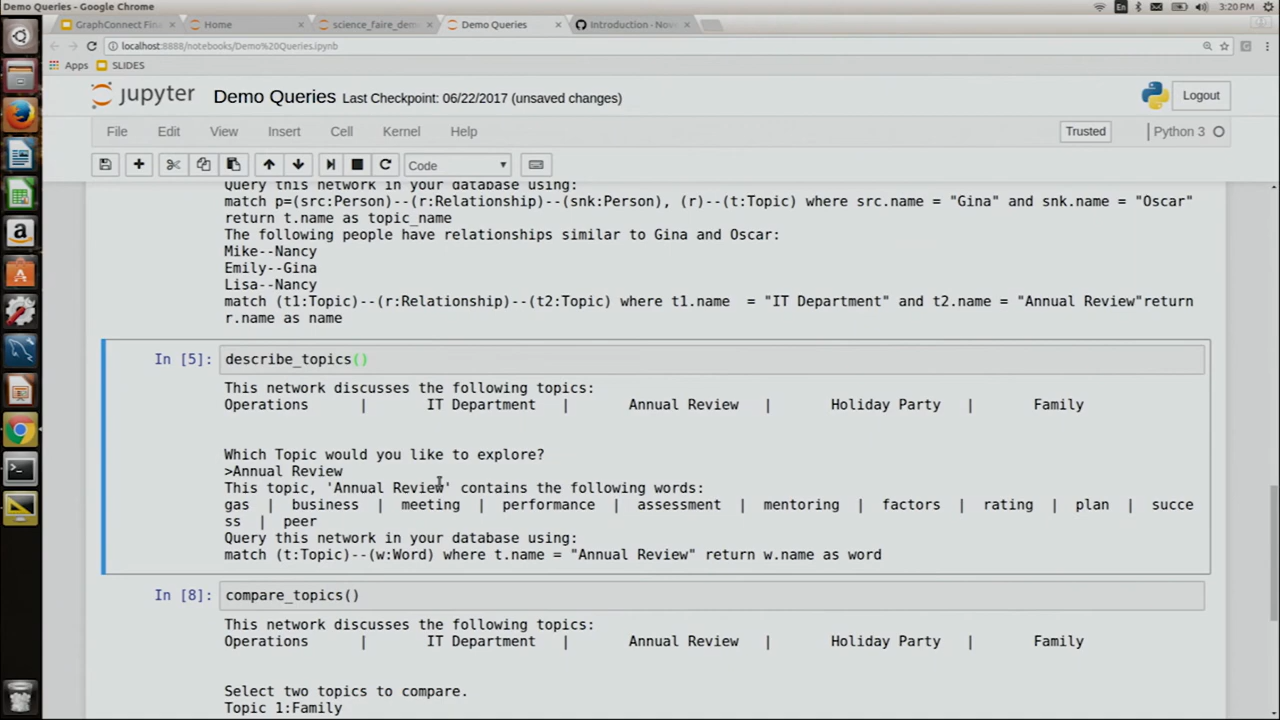 Demo Queries - Google Chrome
En
3:20 PM
GraphConnect Fina
Home
science_faire_dem
Demo Queries
Introduction - Nov
localhost:8888/notebooks/Demo%20Queries.ipynb
Apps
SLIDES
jupyter
Demo Queries
Last Checkpoint: 06/22/2017 (unsaved changes)
Logout
File
Edit
View
Insert
Cell
Kernel
Help
Trusted
Python 3
Code
Query this network in your database using:
match p=(src:Person)--(r:Relationship)--(snk:Person), (r)--(t:Topic) where src.name = "Gina" and snk.name = "Oscar"
return t.name as topic_name
The following people have relationships similar to Gina and Oscar:
Mike--Nancy
Emily--Gina
Lisa--Nancy
match (t1:Topic)--(r:Relationship)--(t2:Topic) where t1.name  = "IT Department" and t2.name = "Annual Review"return
r.name as name
In [5]: describe_topics()
This network discusses the following topics:
Operations | IT Department | Annual Review | Holiday Party | Family
Which Topic would you like to explore?
>Annual Review
This topic, 'Annual Review' contains the following words:
gas | business | meeting | performance | assessment | mentoring | factors | rating | plan | succe
ss | peer
Query this network in your database using:
match (t:Topic)--(w:Word) where t.name = "Annual Review" return w.name as word
In [8]: compare_topics()
This network discusses the following topics:
Operations | IT Department | Annual Review | Holiday Party | Family
Select two topics to compare.
Topic 1:Family